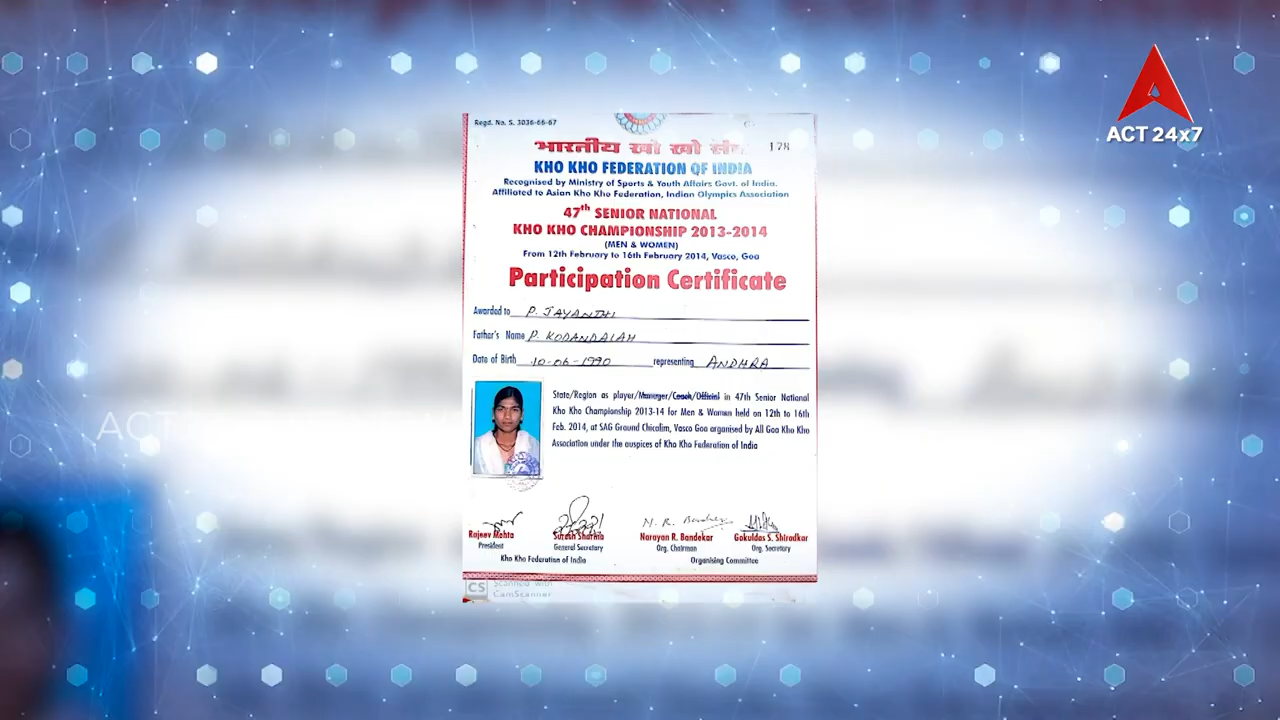 ACT 24x7
Regd. No. S. 3036-66-67
178
भारतीय खो खो
KHO KHO FEDERATION OF INDIA
Recognised by Ministry of Sports & Youth Affairs Govt. of India.
Affiliated to Asian Kho Kho Federation, Indian Olympics Association
47th SENIOR NATIONAL
KHO KHO CHAMPIONSHIP 2013-2014
(MEN & WOMEN)
From 12th February to 16th February 2014, Vasco, Goa
Participation Certificate
Awarded to P. JAYANTHI
Father's Name P. KODANDAIAH
Date of Birth 10-06-1990 representing ANDHRA
State/Region as player/Manager/Coach/Official in 47th Senior National
Kho Kho Championship 2013-14 for Men & Women held on 12th to 16th
Feb. 2014, at SAG Ground Chicalim, Vasco Goa organised by All Goa Kho Kho
Association under the auspices of Kho Kho Federation of India
N. R. Bandekar
Rajeev Mehta Suresh Sharma Narayan R. Bandekar Gokuldas S. Shirodkar
President General Secretary Org. Chairman Org. Secretary
Kho Kho Federation of India Organising Committee
CS Scanned with
CamScanner
ACT